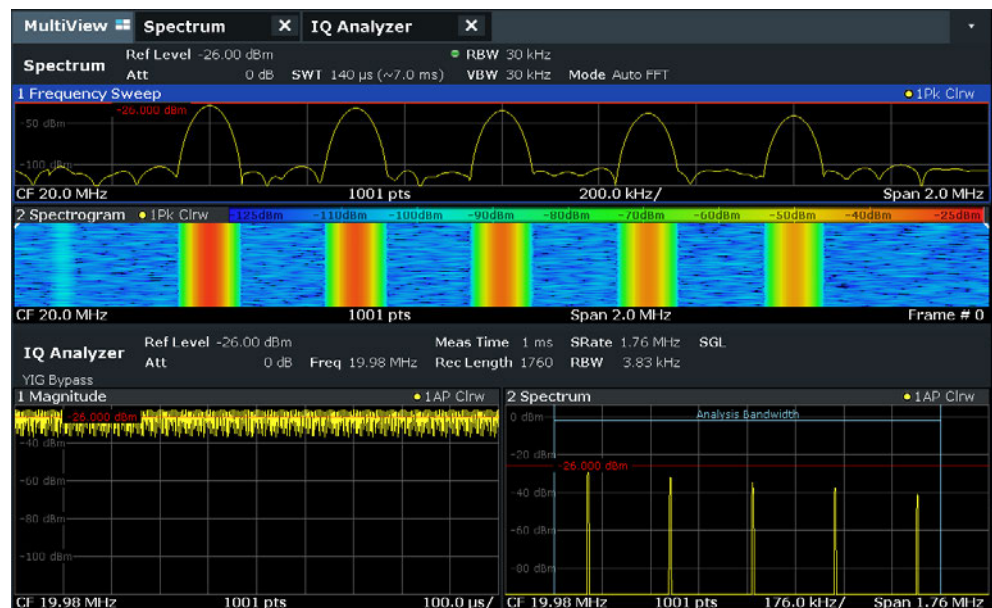 MultiView Spectrum X IQ Analyzer X
Spectrum
Ref Level -26.00 dBm RBW 30 kHz
Att 0 dB SWT 140 µs (~7.0 ms) VBW 30 kHz Mode Auto FFT
1 Frequency Sweep 1Pk Clrw
-26.000 dBm
-50 dBm
-100 dBm
CF 20.0 MHz 1001 pts 200.0 kHz/ Span 2.0 MHz
2 Spectrogram 1Pk Clrw -125dBm -110dBm -100dBm -90dBm -80dBm -70dBm -60dBm -50dBm -40dBm -25dBm
CF 20.0 MHz 1001 pts Span 2.0 MHz Frame # 0
IQ Analyzer
Ref Level -26.00 dBm Meas Time 1 ms SRate 1.76 MHz SGL
Att 0 dB Freq 19.98 MHz Rec Length 1760 RBW 3.83 kHz
YIG Bypass
1 Magnitude 1AP Clrw
-26.000 dBm
-40 dBm
-60 dBm
-80 dBm
-100 dBm
CF 19.98 MHz 1001 pts 100.0 µs/
2 Spectrum 1AP Clrw
0 dBm
Analysis Bandwidth
-20 dBm
-26.000 dBm
-40 dBm
-60 dBm
-80 dBm
CF 19.98 MHz 1001 pts 176.0 kHz/ Span 1.76 MHz